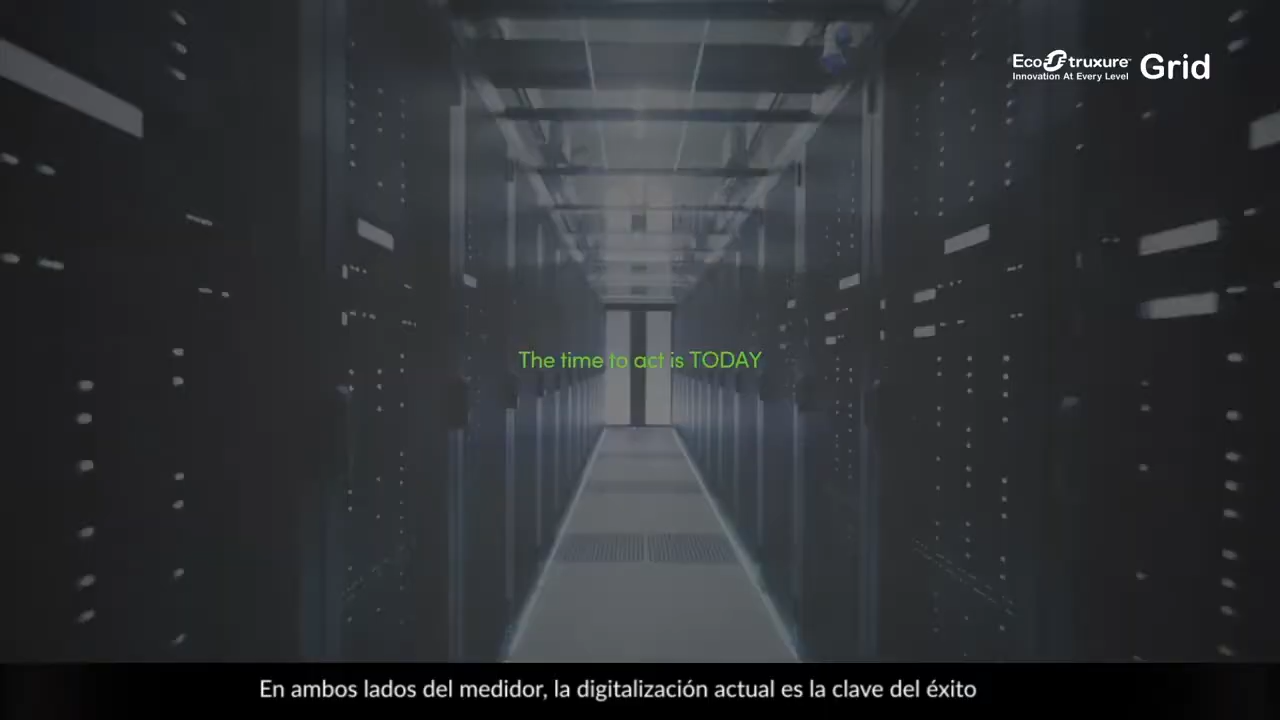 EcoStruxure Grid
Innovation At Every Level
The time to act is TODAY
En ambos lados del medidor, la digitalización actual es la clave del éxito